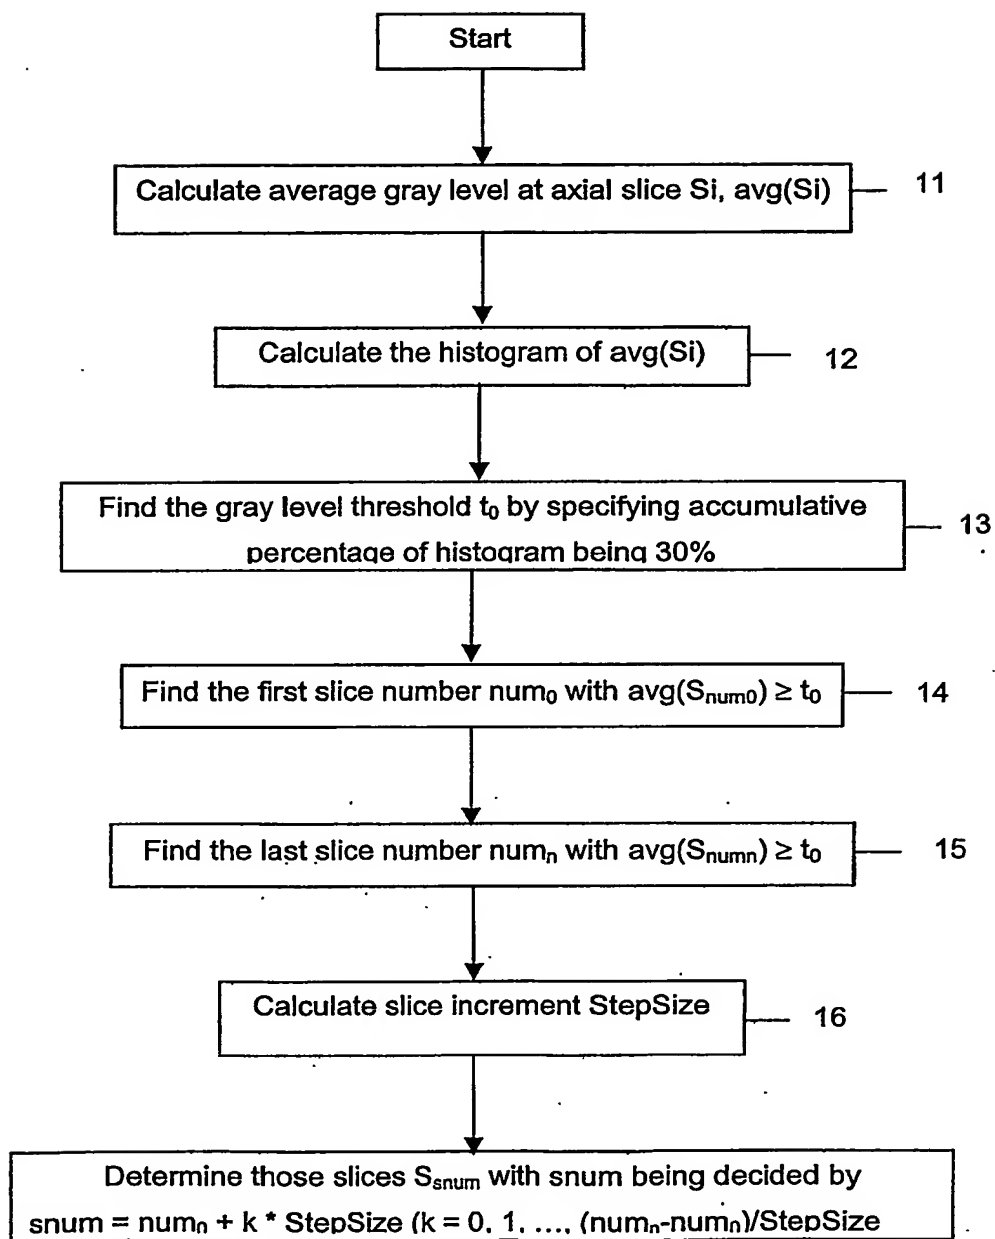 Start
Calculate average gray level at axial slice Si, avg(Si)
11
Calculate the histogram of avg(Si)
12
Find the gray level threshold t₀ by specifying accumulative
percentage of histogram being 30%
13
Find the first slice number num₀ with avg(Sₙᵤₘ₀) ≥ t₀
14
Find the last slice number numₙ with avg(Sₙᵤₘₙ) ≥ t₀
15
Calculate slice increment StepSize
16
Determine those slices Sₛₙᵤₘ with snum being decided by
snum = num₀ + k * StepSize (k = 0, 1, ..., (numₙ-num₀)/StepSize